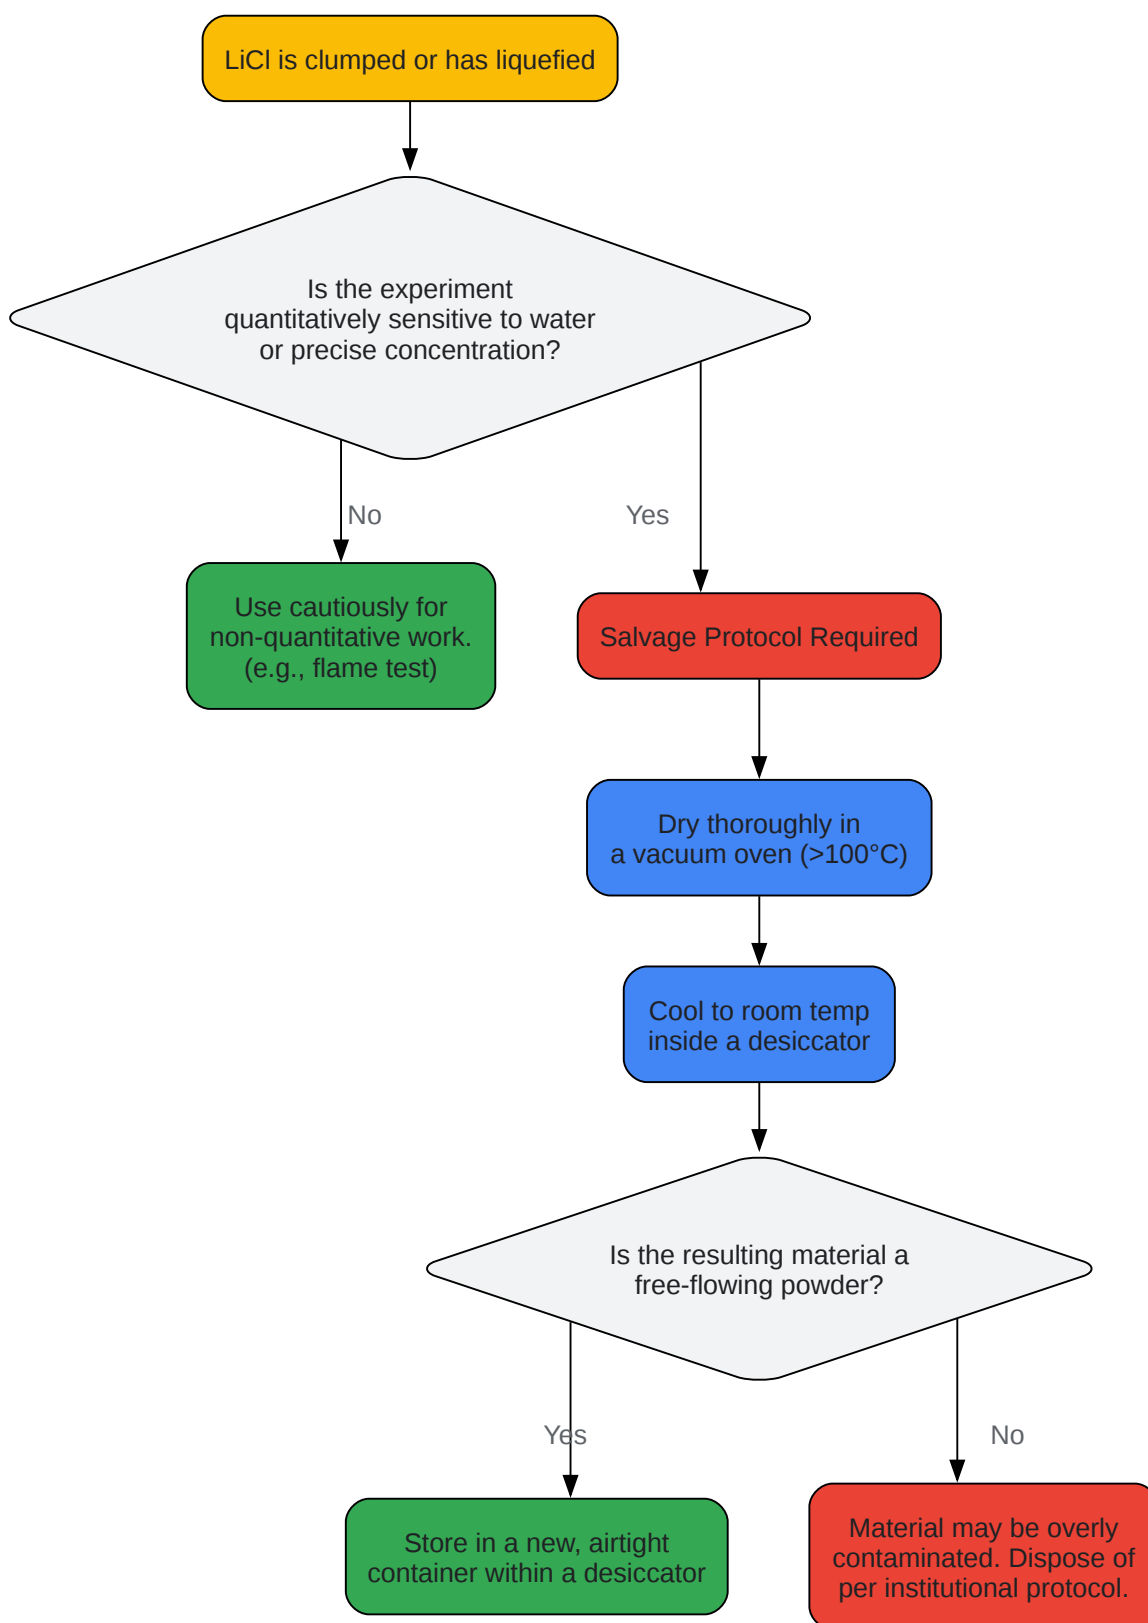 LiCl is clumped or has liquefied
Is the experiment
quantitatively sensitive to water
or precise concentration?
No
Yes
Use cautiously for
non-quantitative work.
(e.g., flame test)
Salvage Protocol Required
Dry thoroughly in
a vacuum oven (>100°C)
Cool to room temp
inside a desiccator
Is the resulting material a
free-flowing powder?
Yes
No
Store in a new, airtight
container within a desiccator
Material may be overly
contaminated. Dispose of
per institutional protocol.